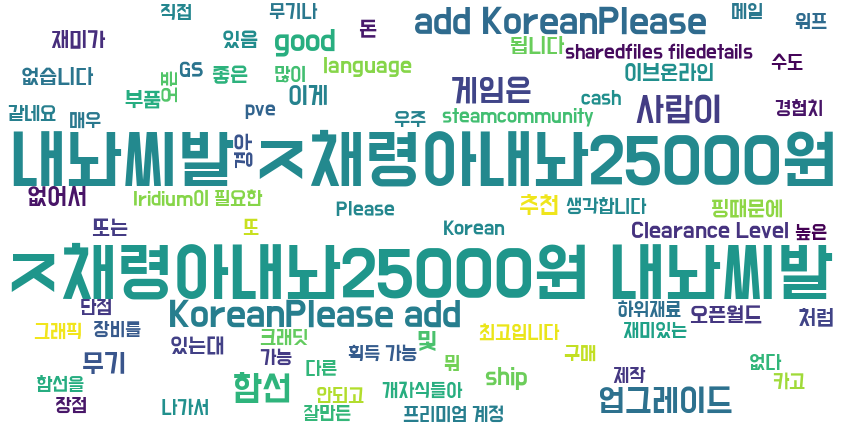 직접 무기나 돈 add KoreanPlease 메일 워프
재미가 있음 good 됩니다 sharedfiles filedetails 수도
없습니다 GS 좋은 많이 language 게임은 이브온라인
부품 이게 cash 사람이 경험치
같네요 매우 pve 우주 steamcommunity
내놔씨발 ㅈ채령아내놔25000원
없어서 Iridium이 필요한 추천 생각합니다 핑때문에
Please
또는 또 Korean Clearance Level 높은
ㅈ채령아내놔25000원 내놔씨발
단점 KoreanPlease add 하위재료 오픈월드 처럼
그래픽 장비를 크래딧 최고입니다 재미있는
있는대 및
무기 가능 획득 가능 뭐 구매 없다
다른
함선을 함선 개자식들아 ship 제작 카고
장점 안되고 업그레이드
나가서 잘만든 프리미엄 계정